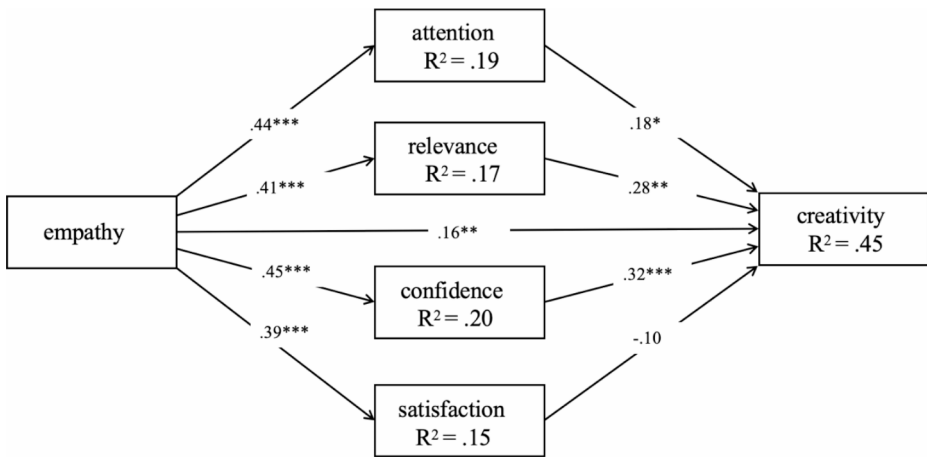 attention
R² = .19
.44***
.18*
relevance
R² = .17
.41***
.28**
empathy
.16**
creativity
R² = .45
.45***
.32***
confidence
R² = .20
.39***
-.10
satisfaction
R² = .15